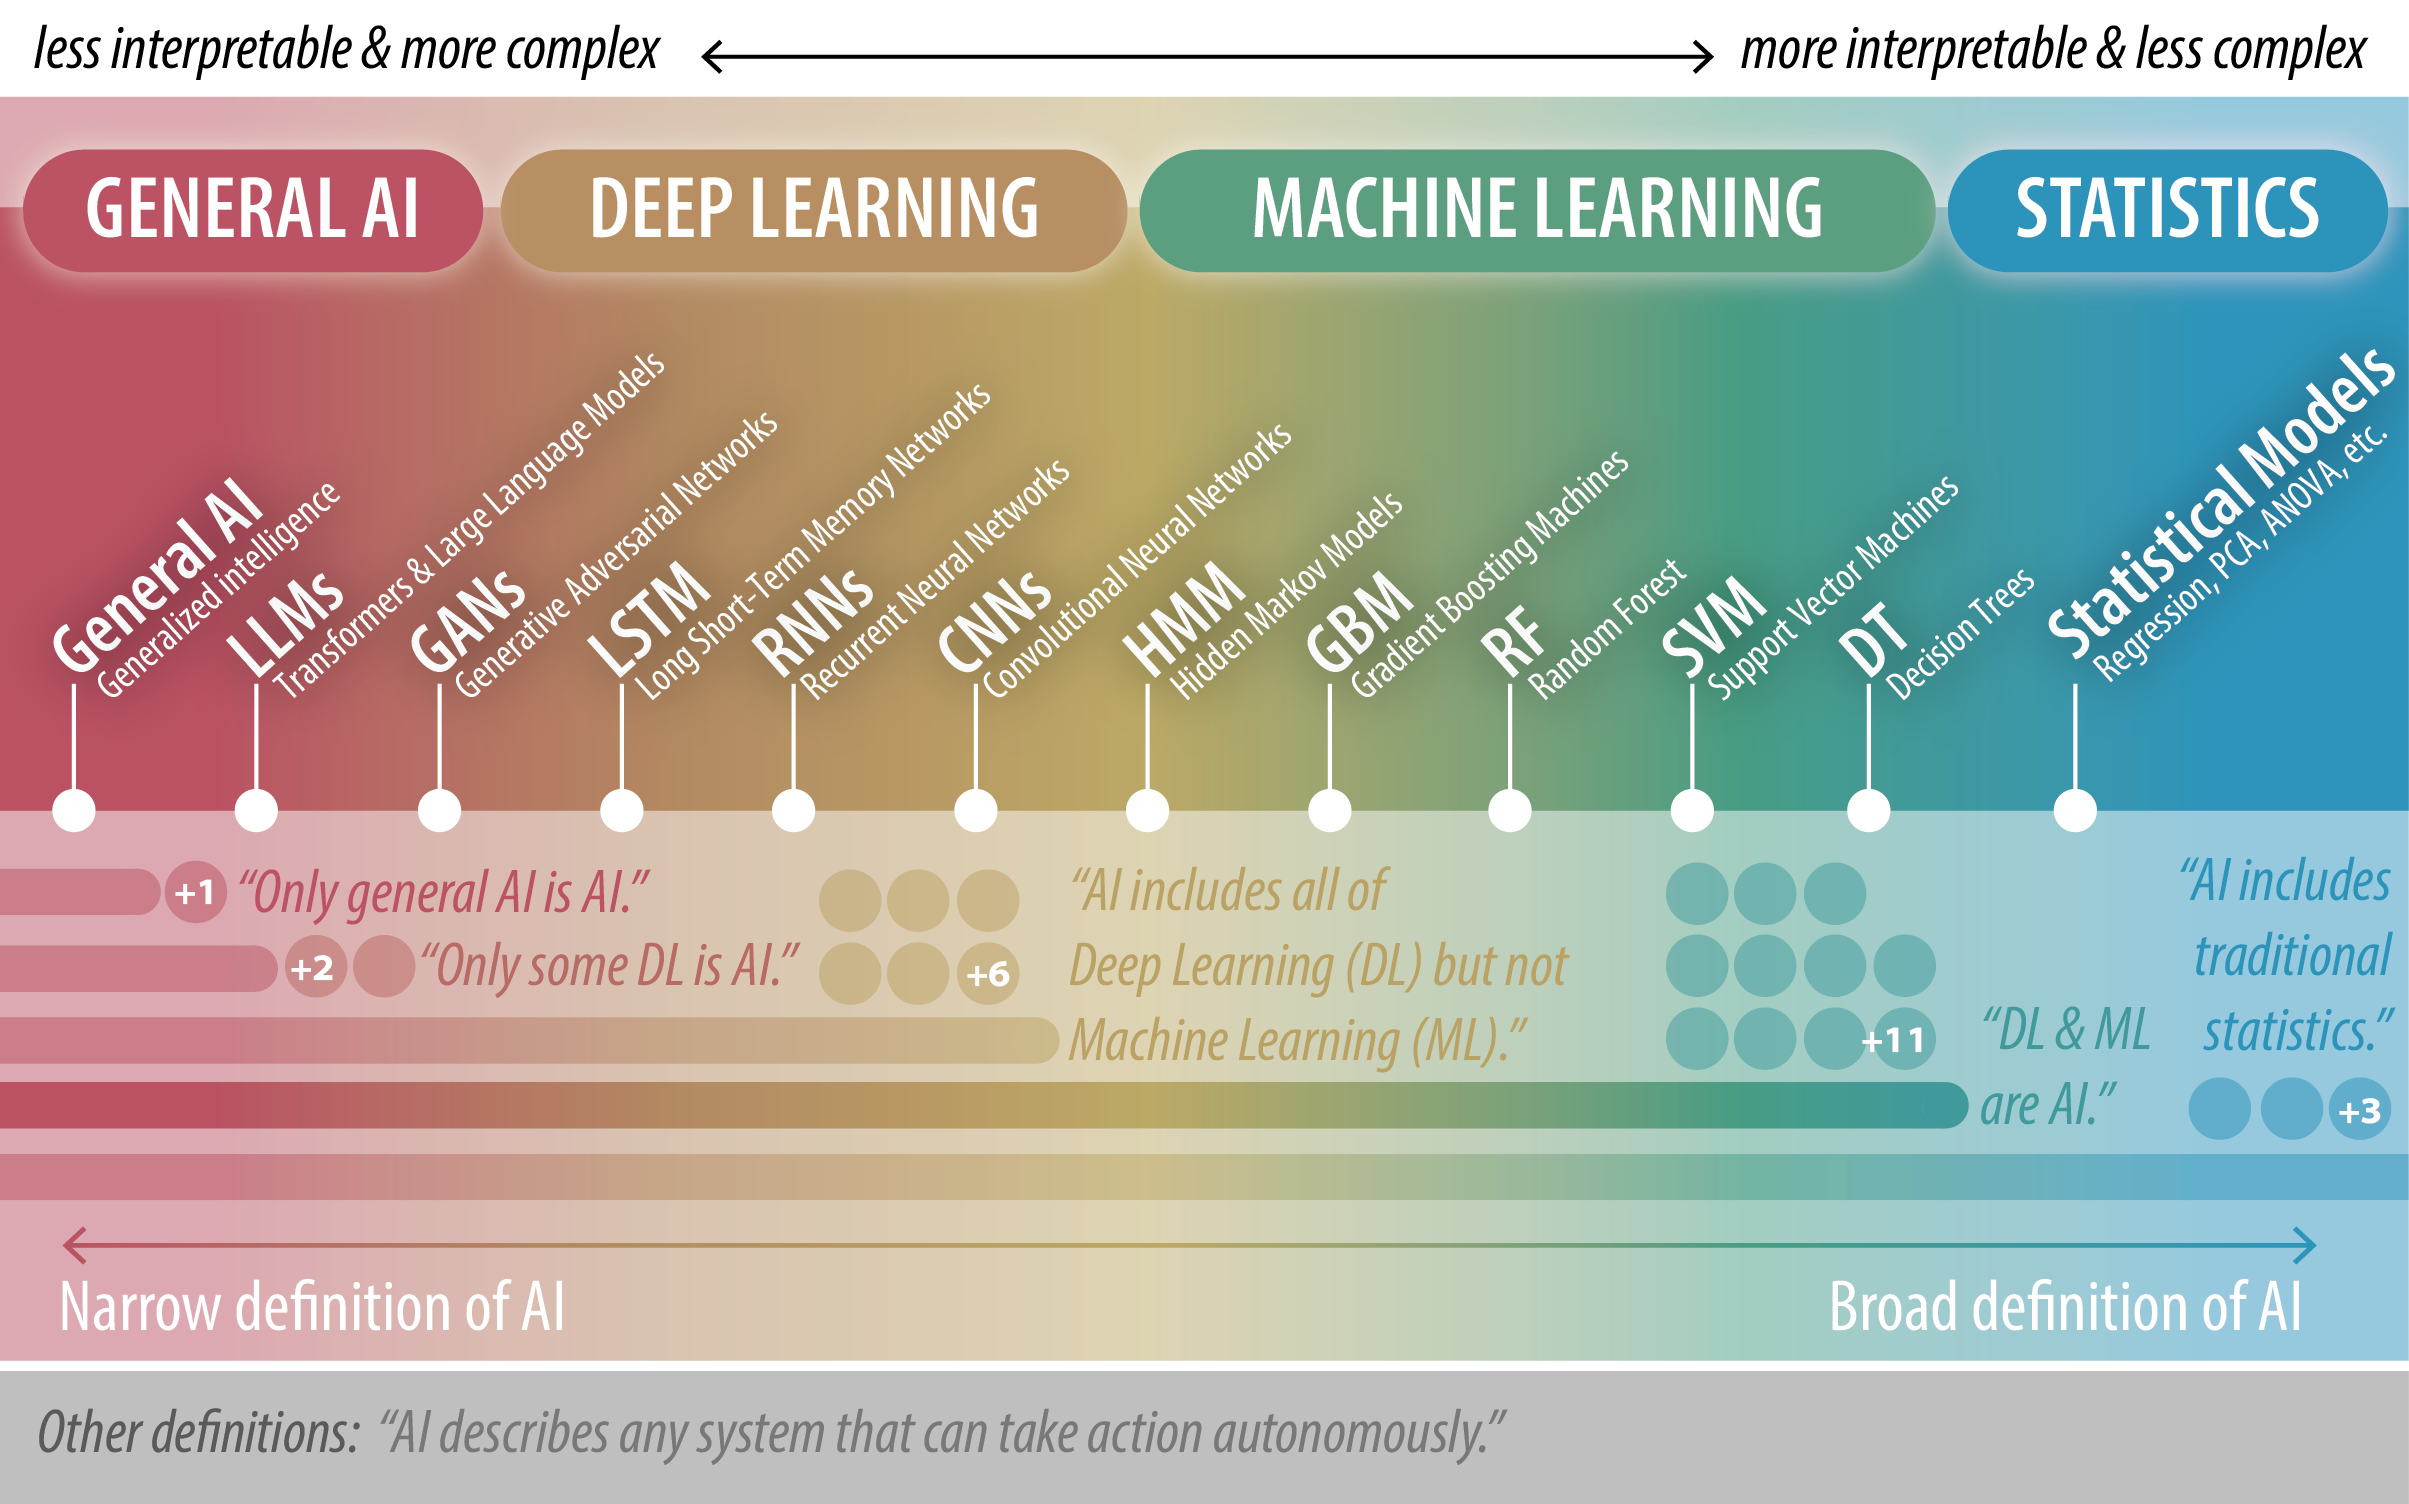 less interpretable & more complex
more interpretable & less complex
GENERAL AI
DEEP LEARNING
MACHINE LEARNING
STATISTICS
General AI
Generalized intelligence
LLMs
Transformers & Large Language Models
GANs
Generative Adversarial Networks
LSTM
Long Short-Term Memory Networks
RNNs
Recurrent Neural Networks
CNNs
Convolutional Neural Networks
HMM
Hidden Markov Models
GBM
Gradient Boosting Machines
RF
Random Forest
SVM
Support Vector Machines
DT
Decision Trees
Statistical Models
Regression, PCA, ANOVA, etc.
+1
“Only general AI is AI.”
+2
“Only some DL is AI.”
+6
“AI includes all of
Deep Learning (DL) but not
Machine Learning (ML).”
+11
“DL & ML
are AI.”
“AI includes
traditional
statistics.”
+3
Narrow definition of AI
Broad definition of AI
Other definitions: “AI describes any system that can take action autonomously.”